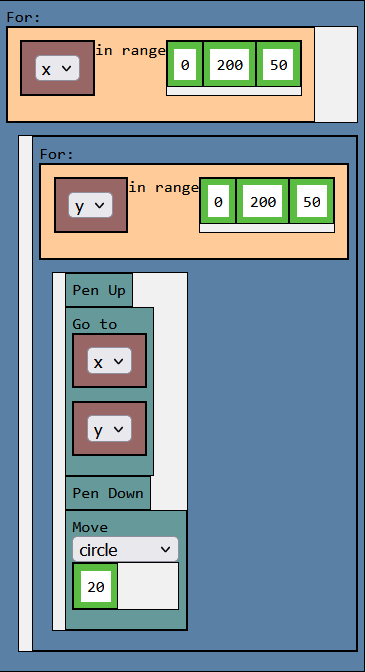 For:
x in range 0 200 50
For:
y in range 0 200 50
Pen Up
Go to
x
y
Pen Down
Move
circle
20